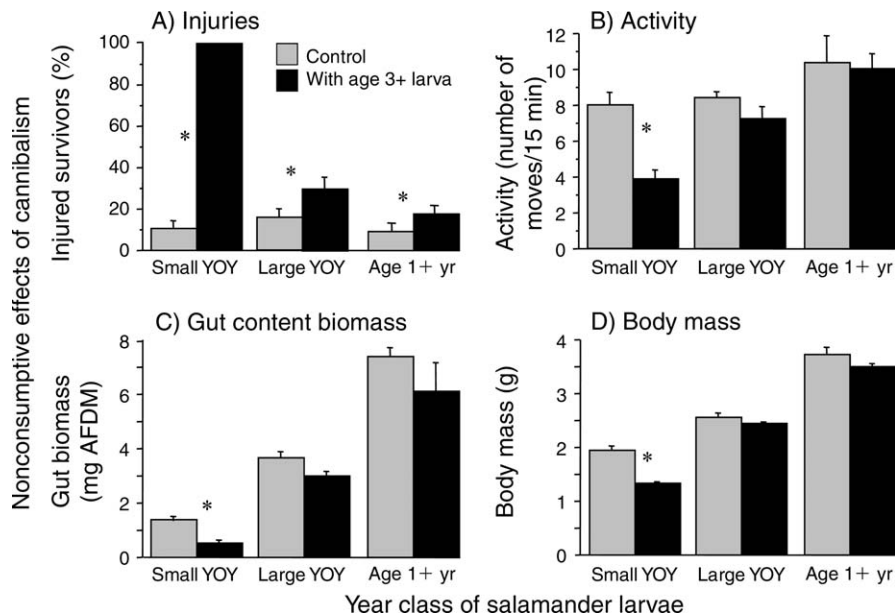 Nonconsumptive effects of cannibalism
A) Injuries
Injured survivors (%)
100
80
60
40
20
0
Control
With age 3+ larva
*
*
*
Small YOY
Large YOY
Age 1+ yr
B) Activity
Activity (number of
moves/15 min)
12
10
8
6
4
2
0
*
Small YOY
Large YOY
Age 1+ yr
C) Gut content biomass
Gut biomass
(mg AFDM)
8
6
4
2
0
*
Small YOY
Large YOY
Age 1+ yr
D) Body mass
Body mass (g)
4
3
2
1
0
*
Small YOY
Large YOY
Age 1+ yr
Year class of salamander larvae